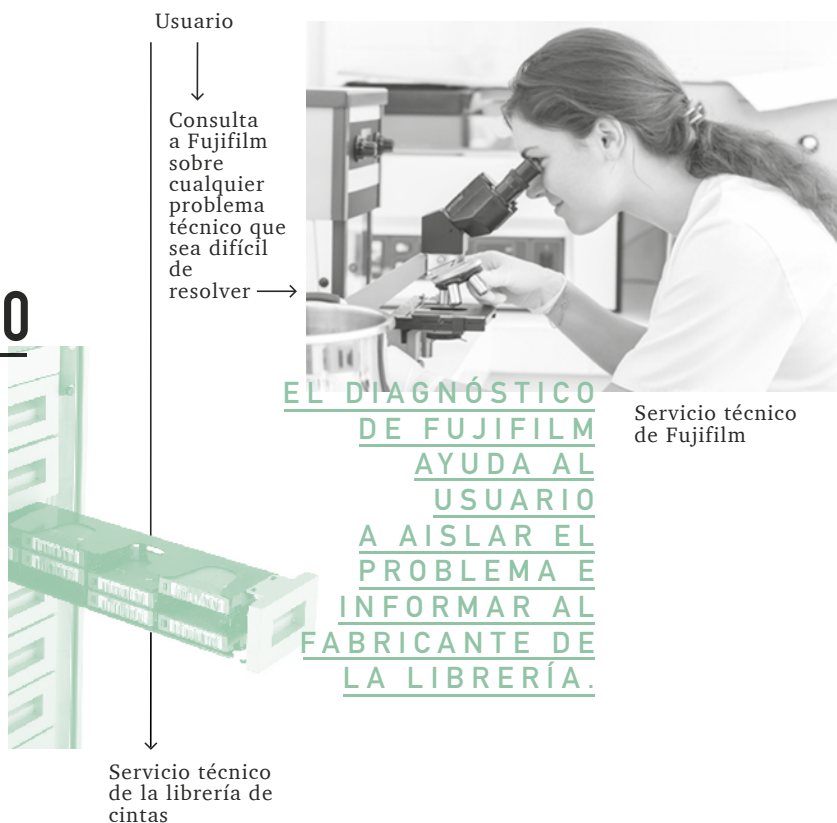 Usuario
Consulta
a Fujifilm
sobre
cualquier
problema
técnico que
sea difícil
de
resolver
O
EL DIAGNÓSTICO
DE FUJIFILM
AYUDA AL
USUARIO
A AISLAR EL
PROBLEMA E
INFORMAR AL
FABRICANTE DE
LA LIBRERÍA.
Servicio técnico
de Fujifilm
Servicio técnico
de la librería de
cintas